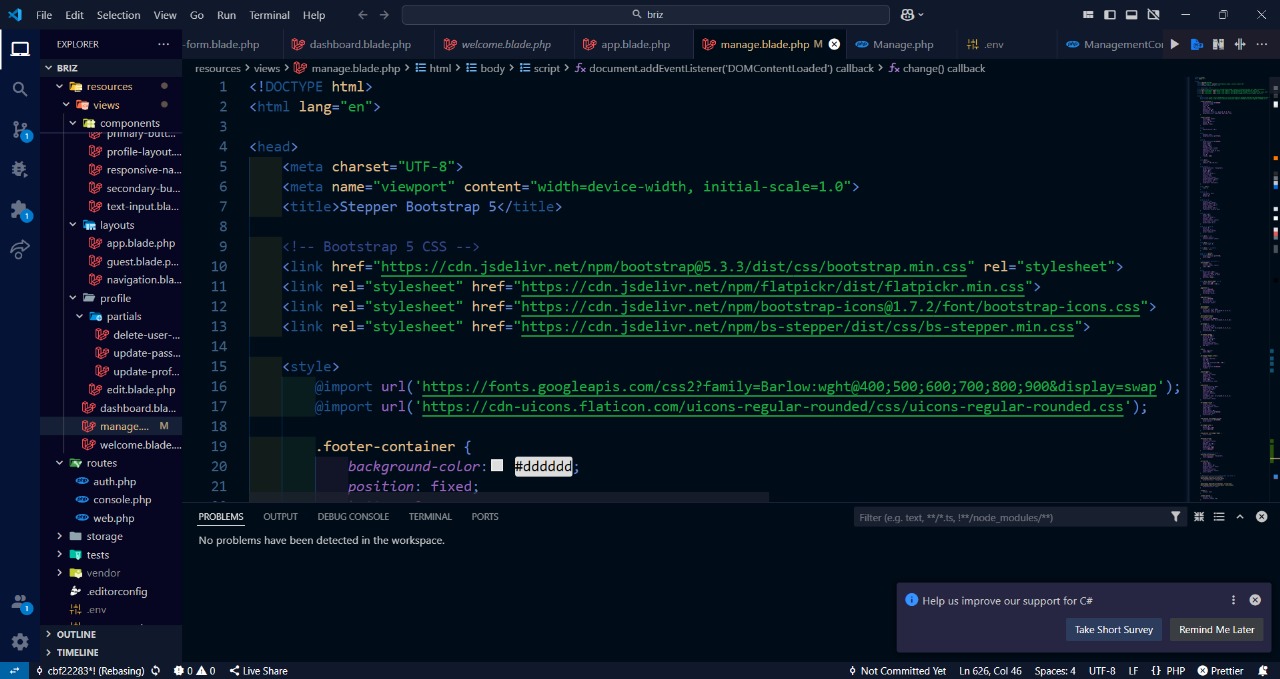 File Edit Selection View Go Run Terminal Help
briz
EXPLORER
-form.blade.php dashboard.blade.php welcome.blade.php app.blade.php manage.blade.php M Manage.php .env ManagementCon
BRIZ
resources > views > manage.blade.php > html > body > script > document.addEventListener('DOMContentLoaded') callback > change() callback
resources
views
components
primary-butt...
profile-layout....
responsive-na...
secondary-bu...
text-input.bla...
layouts
app.blade.php
guest.blade.p...
navigation.bla...
profile
partials
delete-user-...
update-pass...
update-prof...
edit.blade.php
dashboard.bla...
manage.... M
welcome.blade....
routes
auth.php
console.php
web.php
storage
tests
vendor
.editorconfig
.env
OUTLINE
TIMELINE
1 <!DOCTYPE html>
2 <html lang="en">
3
4 <head>
5 <meta charset="UTF-8">
6 <meta name="viewport" content="width=device-width, initial-scale=1.0">
7 <title>Stepper Bootstrap 5</title>
8
9 <!-- Bootstrap 5 CSS -->
10 <link href="https://cdn.jsdelivr.net/npm/bootstrap@5.3.3/dist/css/bootstrap.min.css" rel="stylesheet">
11 <link rel="stylesheet" href="https://cdn.jsdelivr.net/npm/flatpickr/dist/flatpickr.min.css">
12 <link rel="stylesheet" href="https://cdn.jsdelivr.net/npm/bootstrap-icons@1.7.2/font/bootstrap-icons.css">
13 <link rel="stylesheet" href="https://cdn.jsdelivr.net/npm/bs-stepper/dist/css/bs-stepper.min.css">
14
15 <style>
16 @import url('https://fonts.googleapis.com/css2?family=Barlow:wght@400;500;600;700;800;900&display=swap');
17 @import url('https://cdn-uicons.flaticon.com/uicons-regular-rounded/css/uicons-regular-rounded.css');
18
19 .footer-container {
20 background-color: #dddddd;
21 position: fixed;
PROBLEMS OUTPUT DEBUG CONSOLE TERMINAL PORTS
Filter (e.g. text, **/*.ts, !**/node_modules/**)
No problems have been detected in the workspace.
Help us improve our support for C#
Take Short Survey Remind Me Later
1
1
1
cbf22283*! (Rebasing) 0 0 Live Share Not Committed Yet Ln 626, Col 46 Spaces: 4 UTF-8 LF {} PHP Prettier